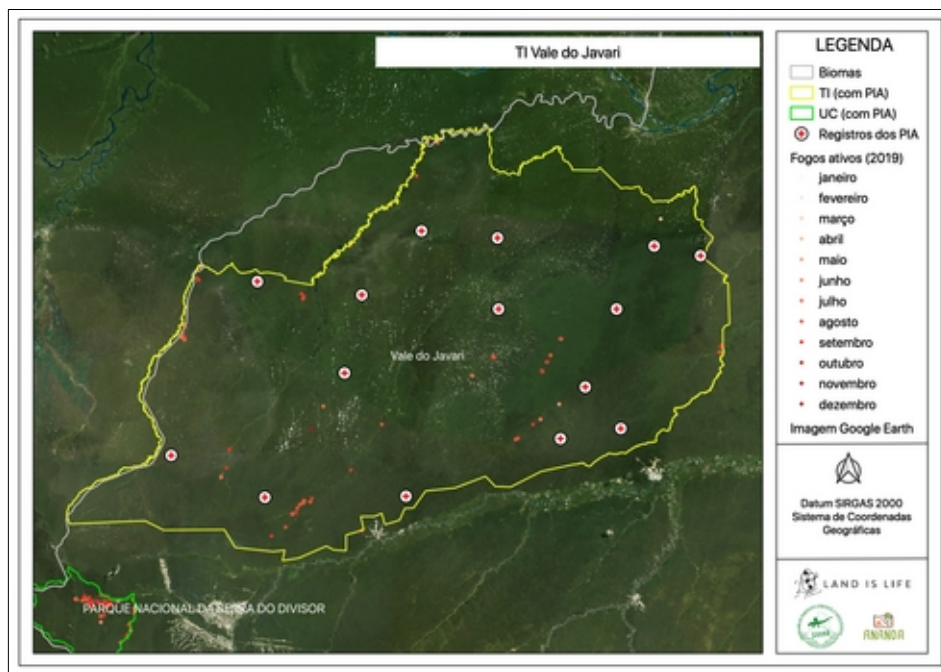 TI Vale do Javari
Vale do Javari
PARQUE NACIONAL DA SERRA DO DIVISOR
LEGENDA
Biomas
TI (com PIA)
UC (com PIA)
Registros dos PIA
Fogos ativos (2019)
janeiro
fevereiro
março
abril
maio
junho
julho
agosto
setembro
outubro
novembro
dezembro
Imagem Google Earth
Datum SIRGAS 2000
Sistema de Coordenadas
Geográficas
LAND IS LIFE
ANANDA